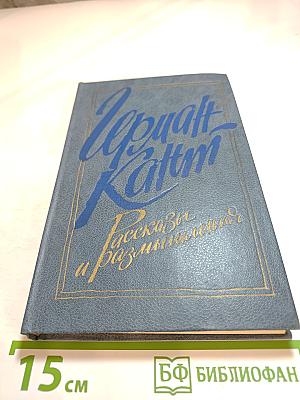 Герман
Кант
Рассказы
и размышления
15 см
БФ БИБЛИОФАН